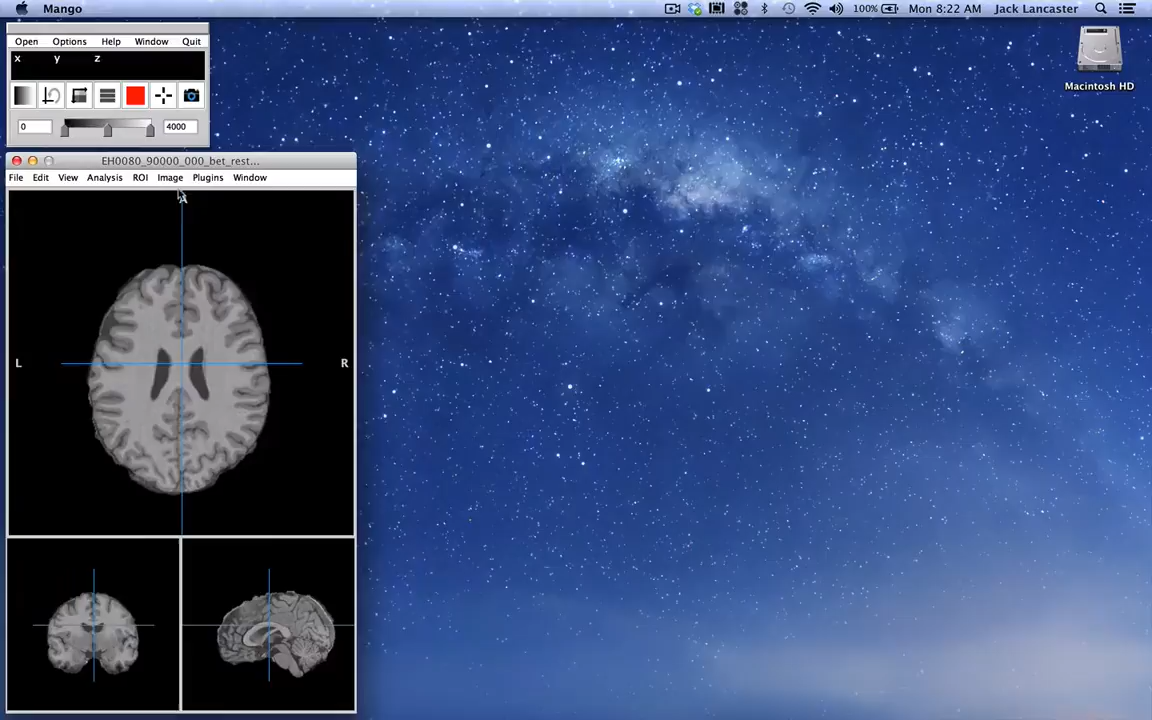 Mango
100%
Mon 8:22 AM
Jack Lancaster
Open Options Help Window Quit
x y z
0 4000
Macintosh HD
EH0080_90000_000_bet_rest...
File Edit View Analysis ROI Image Plugins Window
A
L R